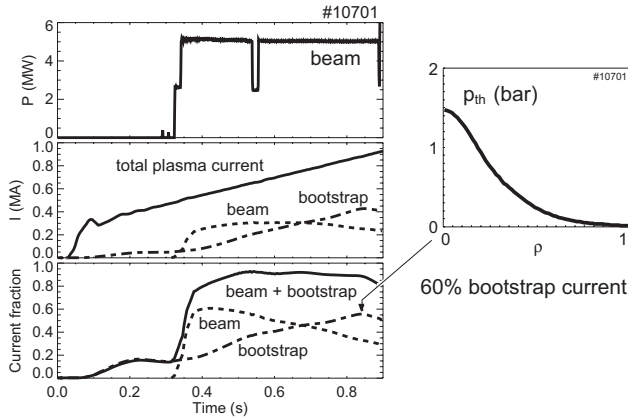 #10701
6
4
2
0
P (MW)
beam
1.0
0.8
0.6
0.4
0.2
0.0
I (MA)
total plasma current
beam
bootstrap
1.0
0.8
0.6
0.4
0.2
0.0
Current fraction
beam + bootstrap
beam
bootstrap
0.0 0.2 0.4 0.6 0.8
Time (s)
#10701
2
1
0
p_th (bar)
0 1
ρ
60% bootstrap current